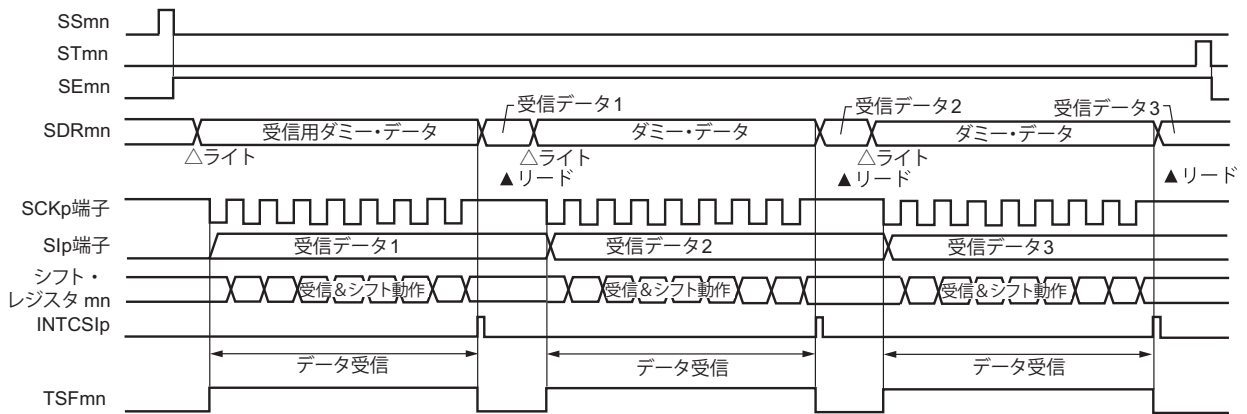 SSmn
STmn
SEmn
受信データ1
受信データ2
受信データ3
SDRmn
受信用ダミー・データ
ダミー・データ
ダミー・データ
△ライト
△ライト
△ライト
▲リード
▲リード
▲リード
SCKp端子
SIp端子
受信データ1
受信データ2
受信データ3
シフト・
レジスタ mn
受信&シフト動作
受信&シフト動作
受信&シフト動作
INTCSIp
データ受信
データ受信
データ受信
TSFmn